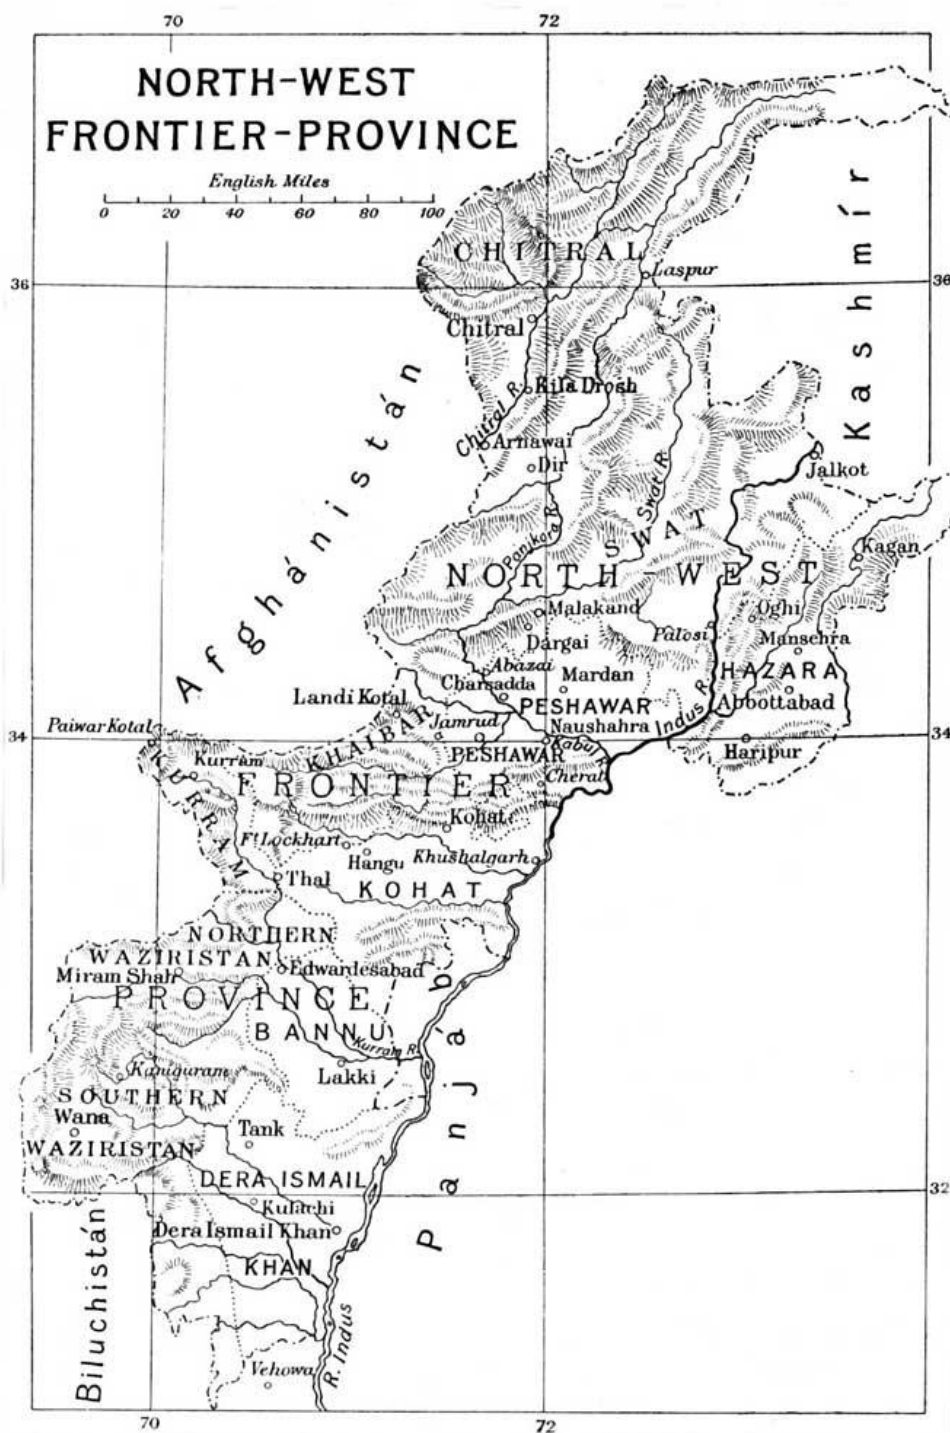 70
72
NORTH-WEST
FRONTIER-PROVINCE
English Miles
0 20 40 60 80 100
Kashmír
CHITRAL
Laspur
36
36
Chitral
Afghánistán
Chitral R.
Kila Drosh
Arnawai
Dir
Jalkot
Swat R.
Panjkora R.
SWAT
Kagan
NORTH-WEST
Malakand
Oghi
Dargai
Palosi
Mansehra
Abazai
HAZARA
Charsadda
Mardan
Landi Kotal
PESHAWAR
Indus R.
Abbottabad
Paiwar Kotal
Jamrud
Naushahra
34
34
KHAIBAR
PESHAWAR
Kabul R.
Haripur
Kurram
FRONTIER
Cherat
KURRAM
Kohat
Ft. Lockhart
Hangu
Khushalgarh
Thal
KOHAT
NORTHERN
WAZIRISTAN
Edwardesabad
Miram Shah
PROVINCE
Panjáb
BANNU
Kurram R.
Lakki
Kaniguram
SOUTHERN
Wana
Tank
WAZIRISTAN
DERA ISMAIL
32
Kulachi
Dera Ismail Khan
KHAN
Biluchistán
R. Indus
Vehowa
70
72